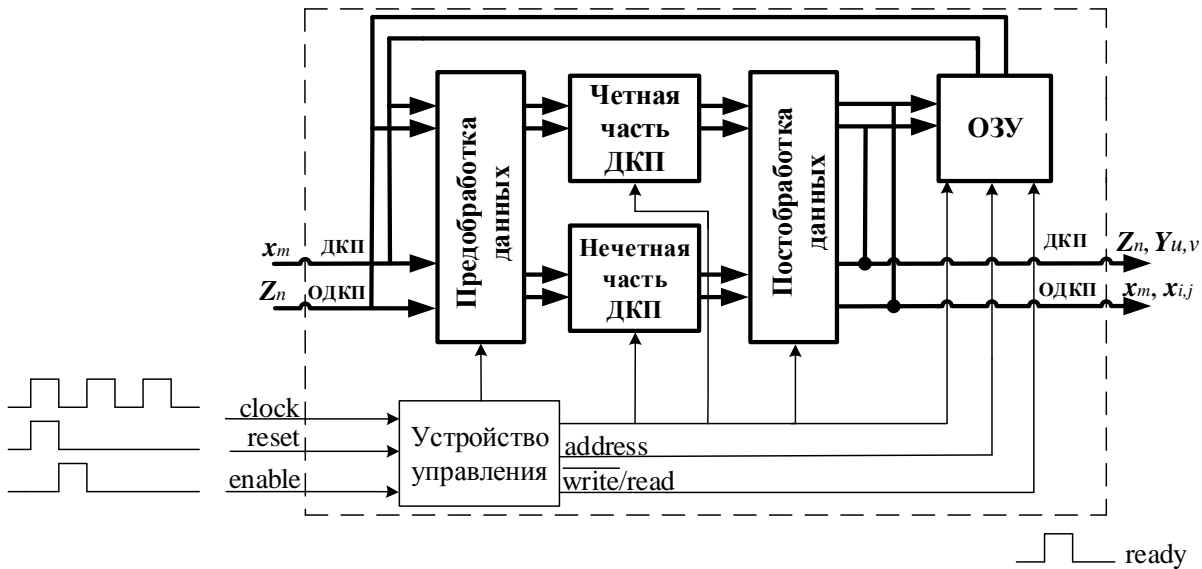 Предобработка
данных
Четная
часть
ДКП
Нечетная
часть
ДКП
Постобработка
данных
ОЗУ
xm ДКП
Zn ОДКП
ДКП Zn, Yu,v
ОДКП xm, xi,j
clock
reset
enable
Устройство
управления
address
write/read
ready